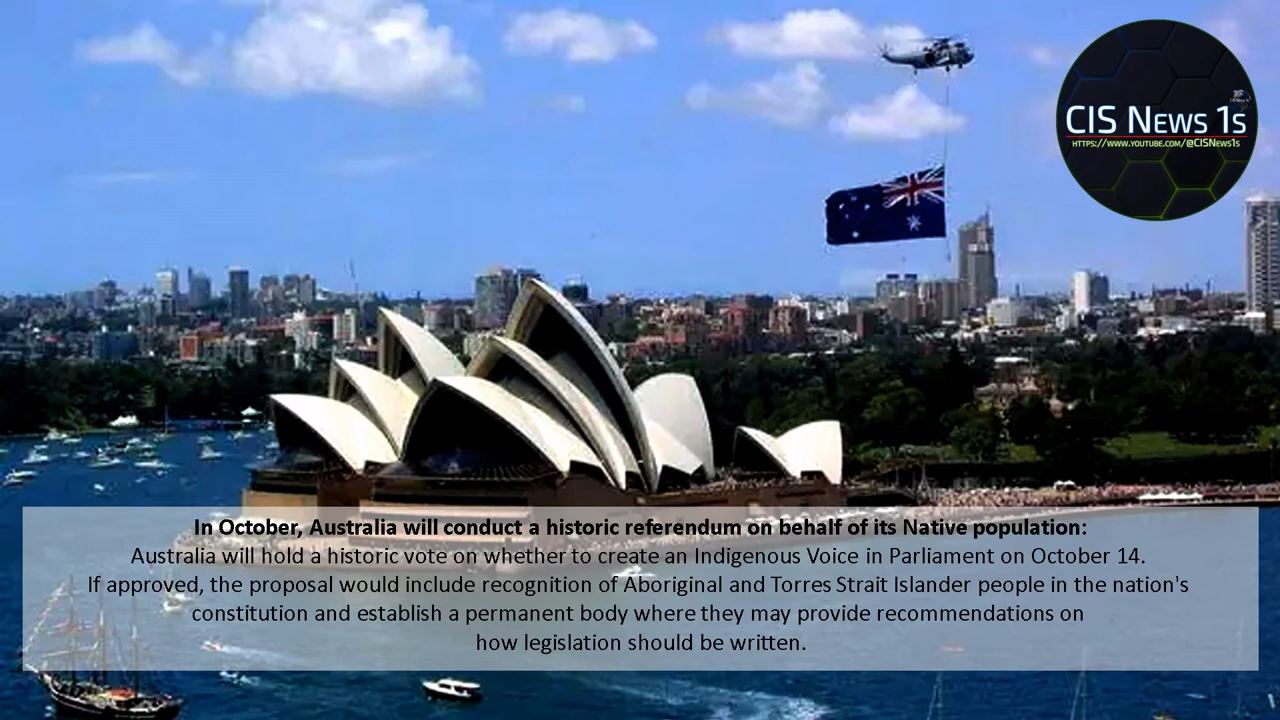 CIS News 1s
https://www.youtube.com/@CISNews1s
In October, Australia will conduct a historic referendum on behalf of its Native population:
Australia will hold a historic vote on whether to create an Indigenous Voice in Parliament on October 14.
If approved, the proposal would include recognition of Aboriginal and Torres Strait Islander people in the nation's
constitution and establish a permanent body where they may provide recommendations on
how legislation should be written.